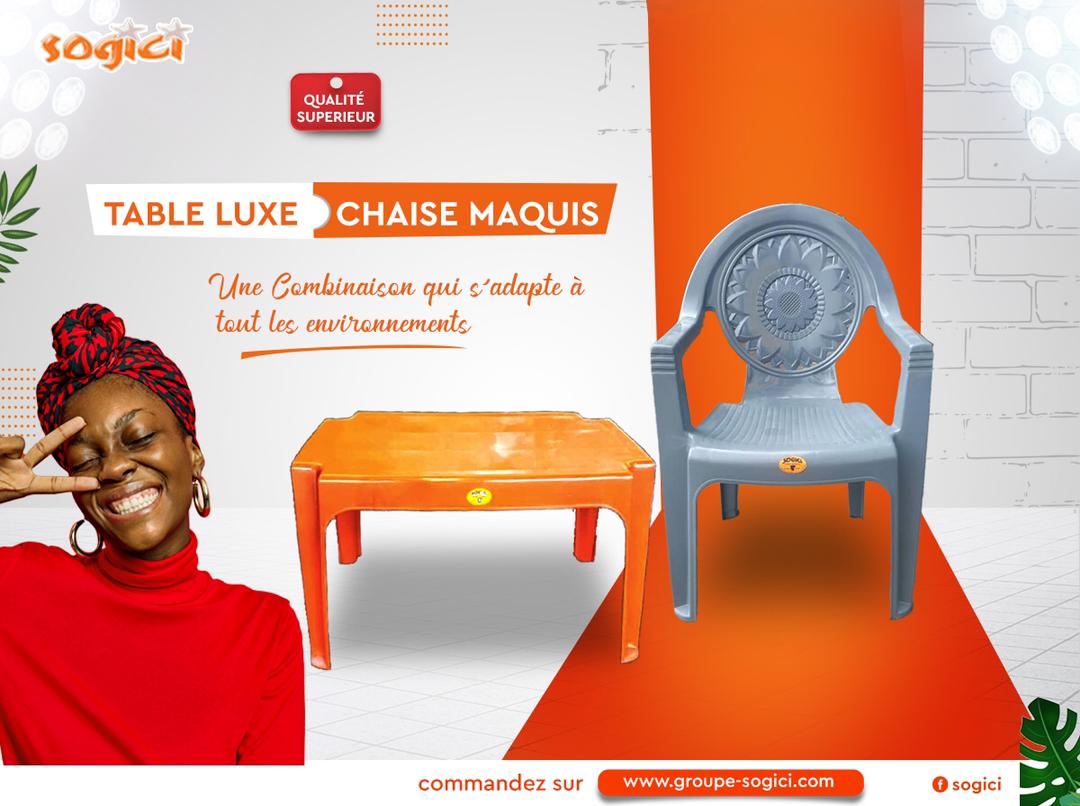 sogici
QUALITÉ
SUPERIEUR
TABLE LUXE CHAISE MAQUIS
Une Combinaison qui s'adapte à
tout les environnements
SOGICI
commandez sur www.groupe-sogici.com
sogici